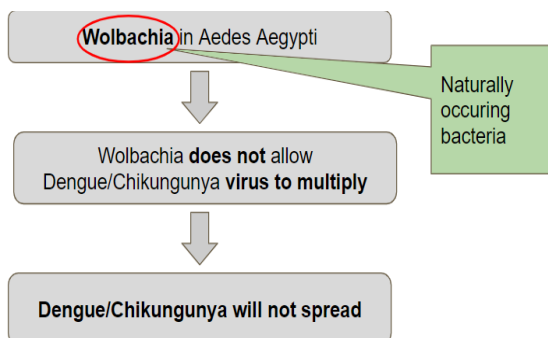 Wolbachia in Aedes Aegypti
Naturally
occuring
bacteria
Wolbachia does not allow
Dengue/Chikungunya virus to multiply
Dengue/Chikungunya will not spread